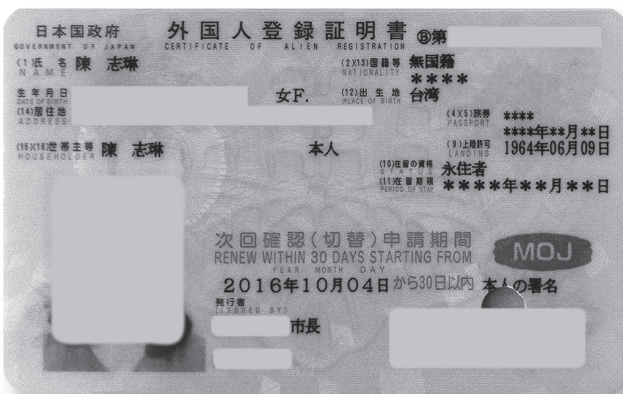 日本国政府 外国人登録証明書 Ⓑ第
GOVERNMENT OF JAPAN CERTIFICATE OF ALIEN REGISTRATION
(1)氏名 陳 志琳 (2)(13)国籍等 無国籍
NAME NATIONALITY ****
生年月日 女F. (12)出生地 台湾
DATE OF BIRTH PLACE OF BIRTH
(14)居住地 (4)(5)旅券 ****
ADDRESS PASSPORT ****年**月**日
(15)(16)世帯主等 陳 志琳 本人 (9)上陸許可 1964年06月09日
HOUSEHOLDER LANDING
(10)在留の資格 永住者
STATUS
(11)在留期限 ****年**月**日
PERIOD OF STAY
次回確認(切替)申請期間
RENEW WITHIN 30 DAYS STARTING FROM MOJ
YEAR MONTH DAY
2016年10月04日から30日以内 本人の署名
発行者
ISSUED BY
市長